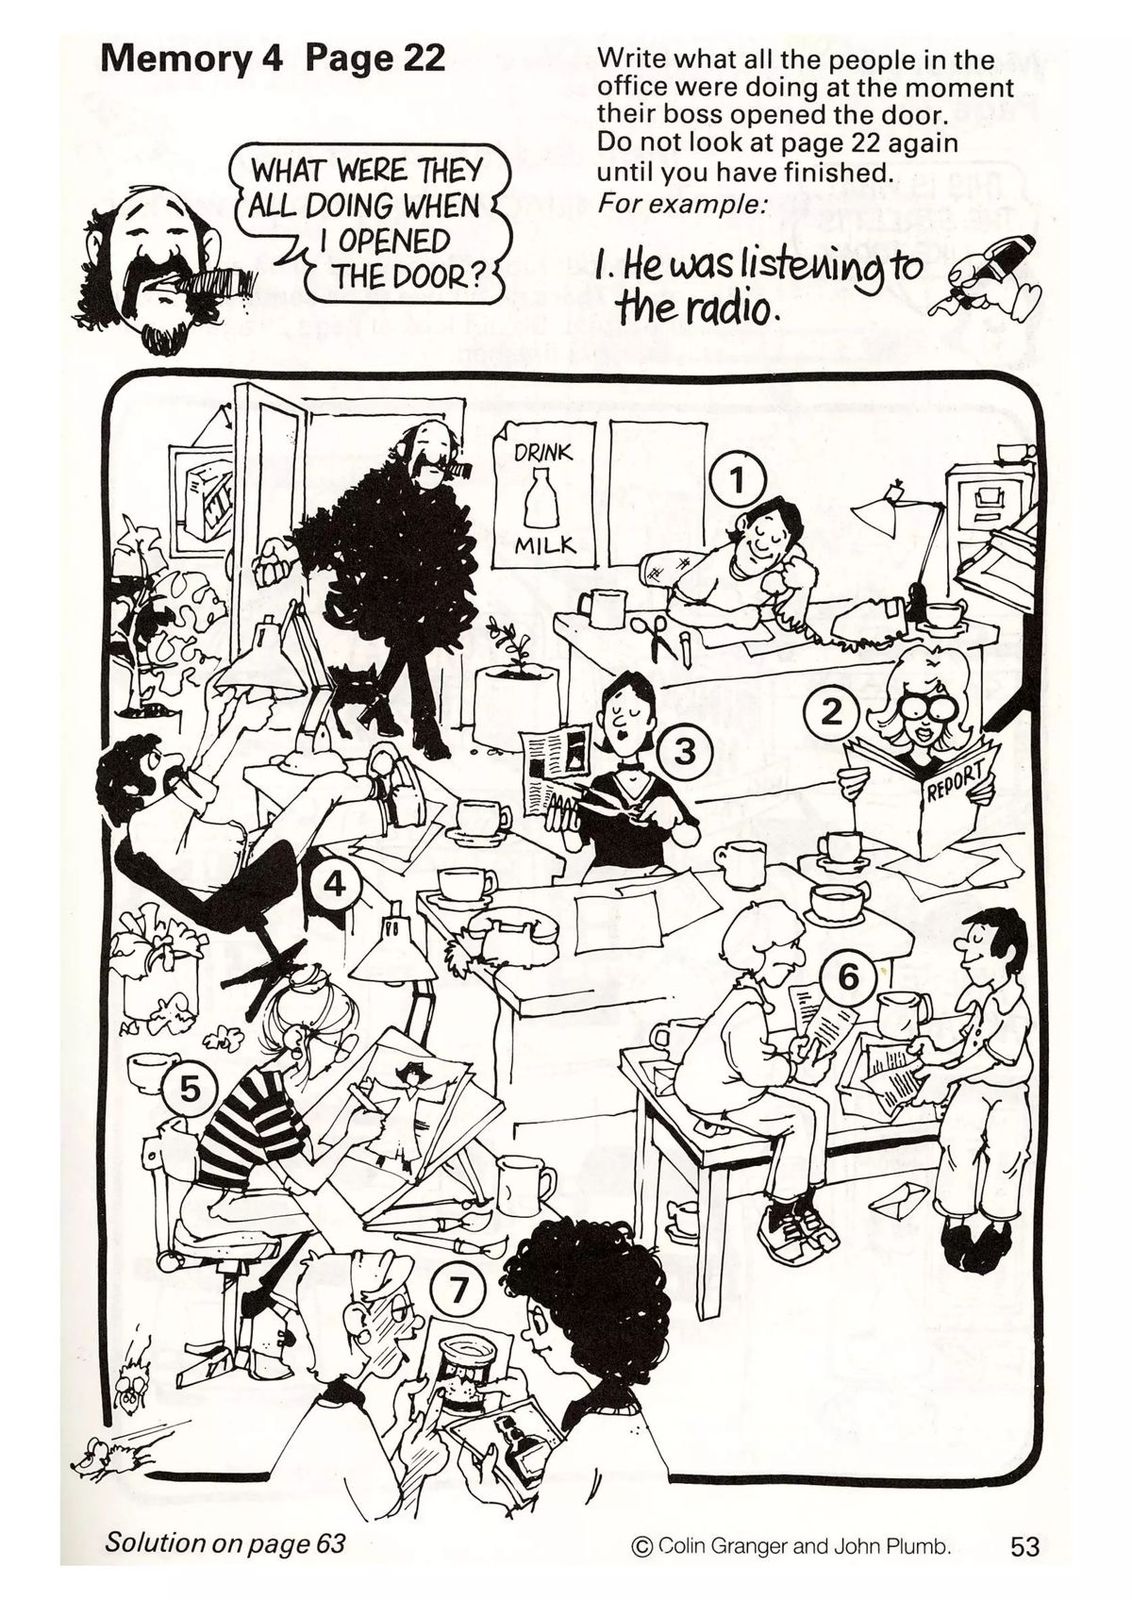 Memory 4 Page 22
Write what all the people in the
office were doing at the moment
their boss opened the door.
Do not look at page 22 again
until you have finished.
For example:
WHAT WERE THEY
ALL DOING WHEN
I OPENED
THE DOOR?
1. He was listening to
the radio.
DRINK
MILK
1
2
REPORT
3
4
5
6
7
Solution on page 63
© Colin Granger and John Plumb.
53